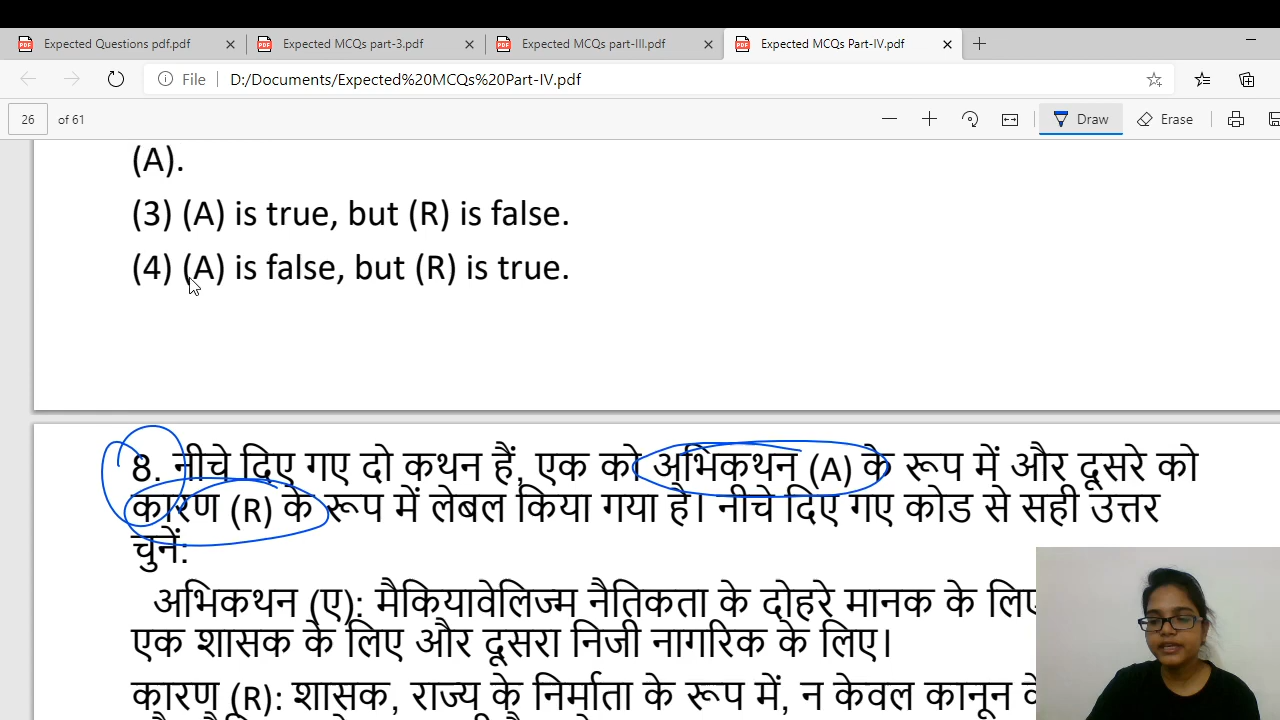 Expected Questions pdf.pdf
Expected MCQs part-3.pdf
Expected MCQs part-III.pdf
Expected MCQs Part-IV.pdf
File
D:/Documents/Expected%20MCQs%20Part-IV.pdf
26 of 61
Draw
Erase
(A).
(3) (A) is true, but (R) is false.
(4) (A) is false, but (R) is true.
8. नीचे दिए गए दो कथन हैं, एक को अभिकथन (A) के रूप में और दूसरे को
कारण (R) के रूप में लेबल किया गया है। नीचे दिए गए कोड से सही उत्तर
चुनें:
अभिकथन (ए): मैकियावेलिज्म नैतिकता के दोहरे मानक के लिए
एक शासक के लिए और दूसरा निजी नागरिक के लिए।
कारण (R): शासक, राज्य के निर्माता के रूप में, न केवल कानून